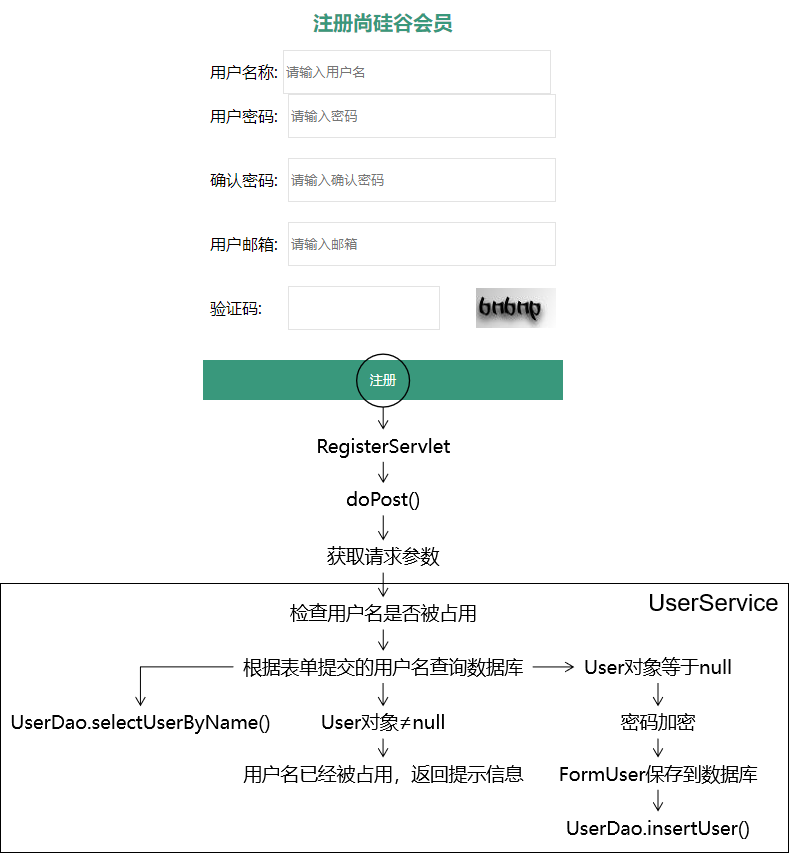 注册尚硅谷会员
用户名称: 请输入用户名
用户密码: 请输入密码
确认密码: 请输入确认密码
用户邮箱: 请输入邮箱
验证码: bnbnp
注册
RegisterServlet
doPost()
获取请求参数
UserService
检查用户名是否被占用
根据表单提交的用户名查询数据库
User对象等于null
UserDao.selectUserByName()
User对象≠null
密码加密
用户名已经被占用，返回提示信息
FormUser保存到数据库
UserDao.insertUser()